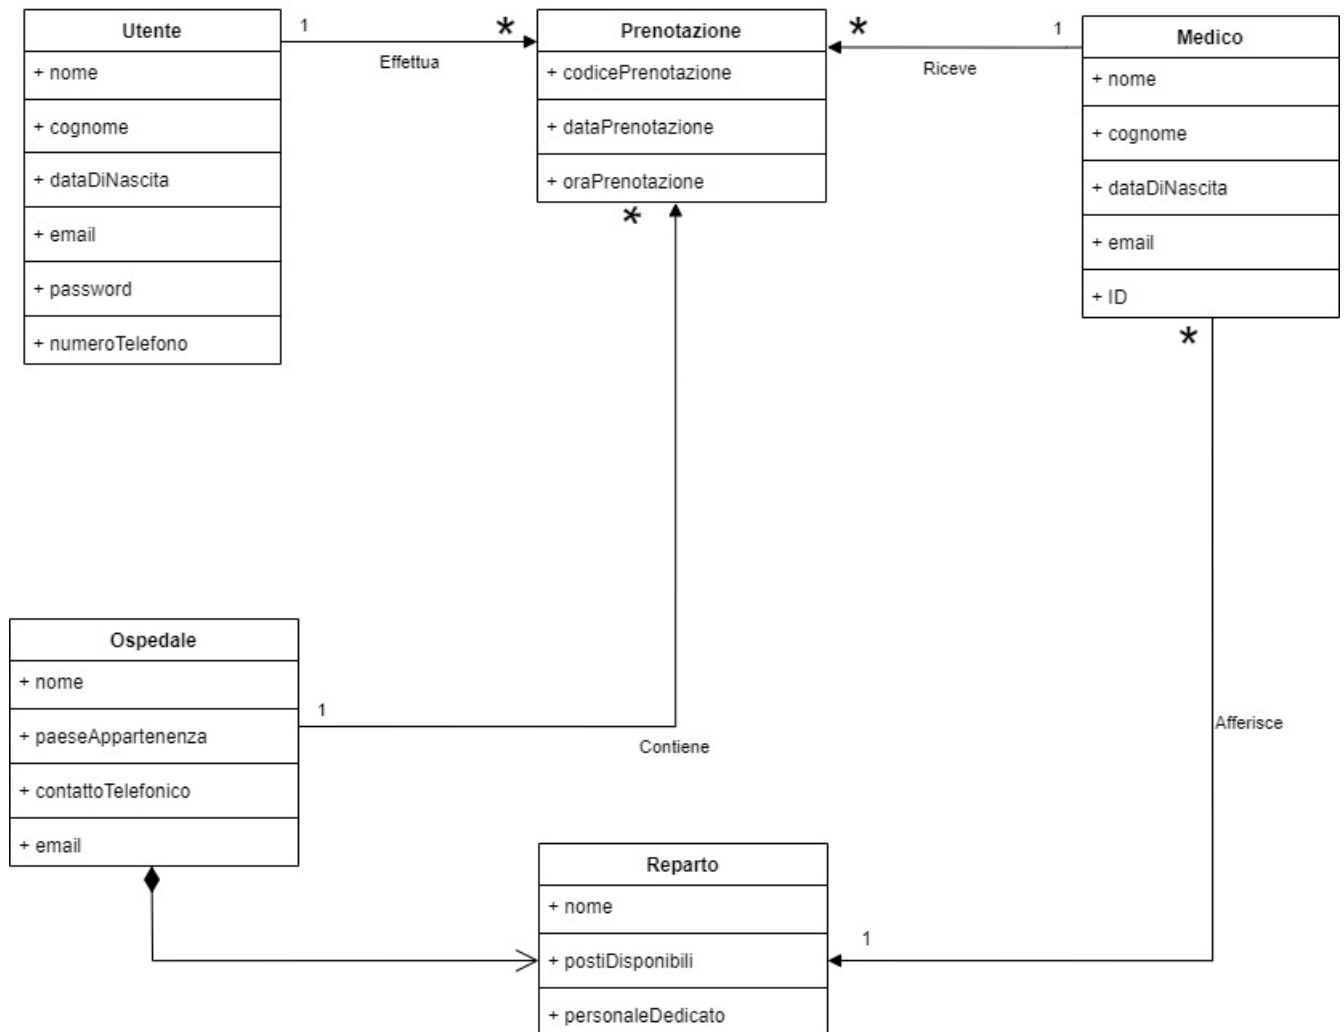 Utente
+ nome
+ cognome
+ dataDiNascita
+ email
+ password
+ numeroTelefono
1
*
Effettua
Prenotazione
+ codicePrenotazione
+ dataPrenotazione
+ oraPrenotazione
*
*
1
Riceve
Medico
+ nome
+ cognome
+ dataDiNascita
+ email
+ ID
*
Ospedale
+ nome
+ paeseAppartenenza
+ contattoTelefonico
+ email
1
Contiene
Afferisce
Reparto
+ nome
+ postiDisponibili
+ personaleDedicato
1